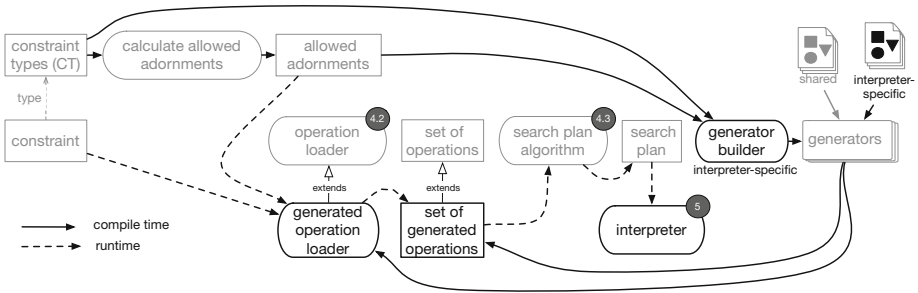 constraint
types (CT)
calculate allowed
adornments
allowed
adornments
shared
interpreter-
specific
type
constraint
4.2
operation
loader
set of
operations
4.3
search plan
algorithm
search
plan
generator
builder
interpreter-specific
generators
extends
extends
compile time
runtime
generated
operation
loader
set of
generated
operations
5
interpreter